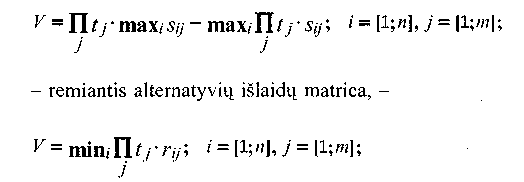 V = ∏ⱼ tⱼ· maxᵢ sᵢⱼ – maxᵢ ∏ⱼ tⱼ · sᵢⱼ; i = [1;n], j = [1;m];
– remiantis alternatyvių išlaidų matrica, –
V = minᵢ ∏ⱼ tⱼ· rᵢⱼ; i = [1;n], j = [1;m];